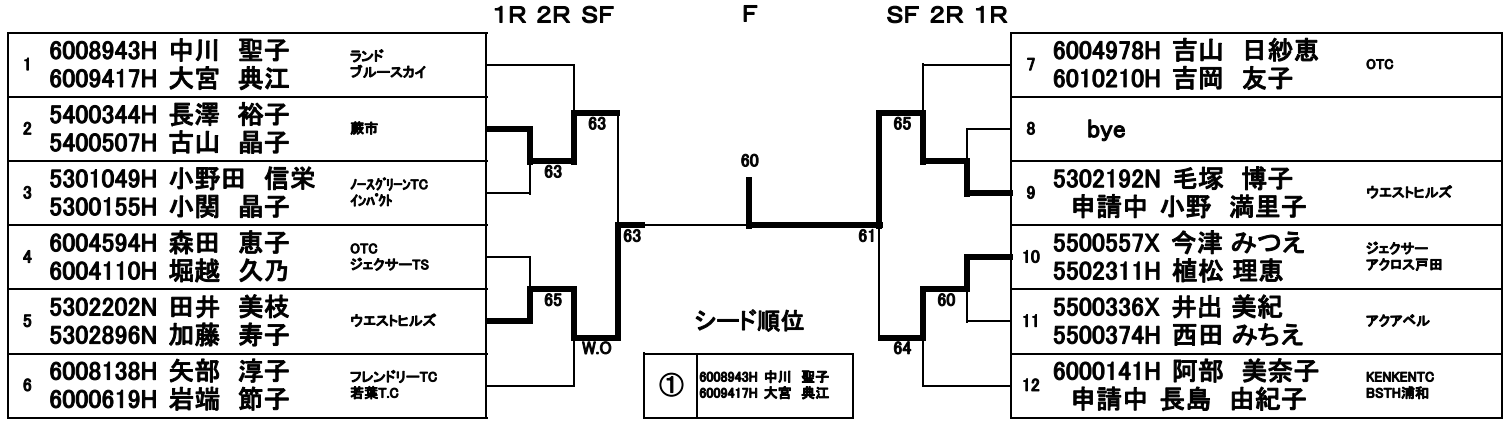 1R 2R SF F SF 2R 1R
1 6008943H 中川 聖子 ランド
6009417H 大宮 典江 ブルースカイ
2 5400344H 長澤 裕子 蕨市
5400507H 古山 晶子
3 5301049H 小野田 信栄 ノースグリーンTC
5300155H 小関 晶子 インパクト
4 6004594H 森田 恵子 OTC
6004110H 堀越 久乃 ジェクサーTS
5 5302202N 田井 美枝 ウエストヒルズ
5302896N 加藤 寿子
6 6008138H 矢部 淳子 フレンドリーTC
6000619H 岩端 節子 若葉T.C
63
63
63
65
W.O
60
シード順位
① 6008943H 中川 聖子
6009417H 大宮 典江
65
61
60
64
7 6004978H 吉山 日紗恵 OTC
6010210H 吉岡 友子
8 bye
9 5302192N 毛塚 博子 ウエストヒルズ
申請中 小野 満里子
10 5500557X 今津 みつえ ジェクサー
5502311H 植松 理恵 アクロス戸田
11 5500336X 井出 美紀 アクアベル
5500374H 西田 みちえ
12 6000141H 阿部 美奈子 KENKENTC
申請中 長島 由紀子 BSTH浦和